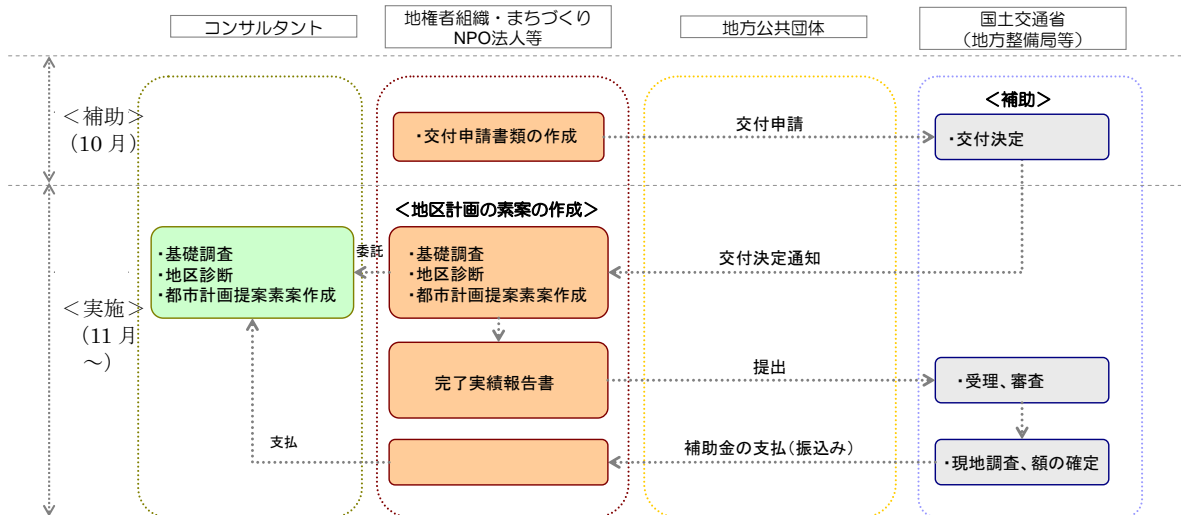 コンサルタント
地権者組織・まちづくり
NPO法人等
地方公共団体
国土交通省
（地方整備局等）
＜補助＞
（10 月）
・交付申請書類の作成
交付申請
＜補助＞
・交付決定
＜実施＞
（11 月
～）
＜地区計画の素案の作成＞
・基礎調査
・地区診断
・都市計画提案素案作成
委託
・基礎調査
・地区診断
・都市計画提案素案作成
交付決定通知
完了実績報告書
提出
・受理、審査
支払
補助金の支払（振込み）
・現地調査、額の確定